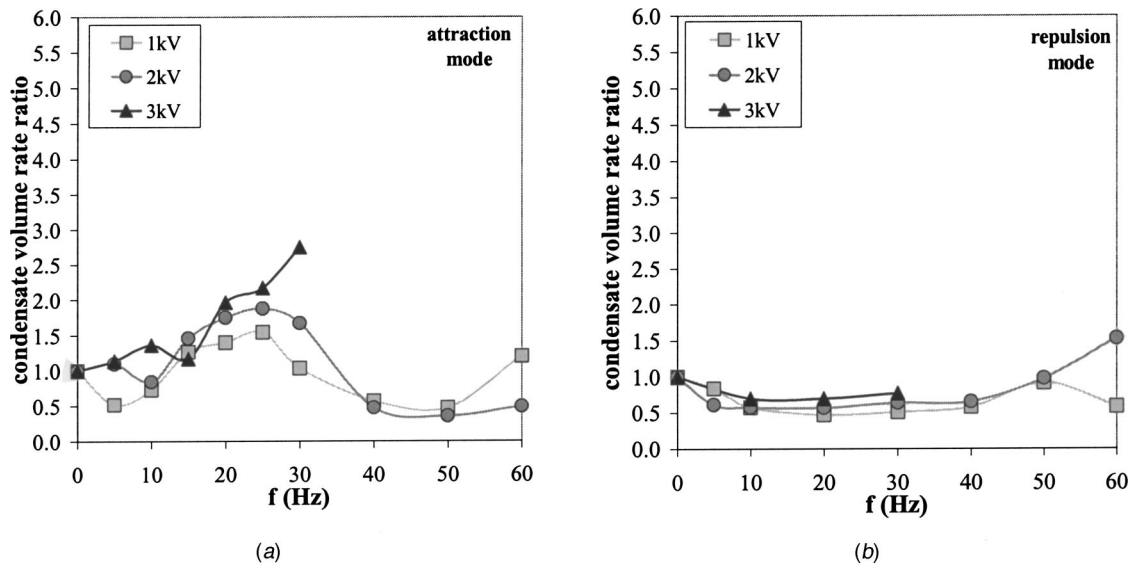 condensate volume rate ratio
6.0
5.5
5.0
4.5
4.0
3.5
3.0
2.5
2.0
1.5
1.0
0.5
0.0
1kV
2kV
3kV
attraction
mode
0 10 20 30 40 50 60
f (Hz)
(a)
condensate volume rate ratio
6.0
5.5
5.0
4.5
4.0
3.5
3.0
2.5
2.0
1.5
1.0
0.5
0.0
1kV
2kV
3kV
repulsion
mode
0 10 20 30 40 50 60
f (Hz)
(b)